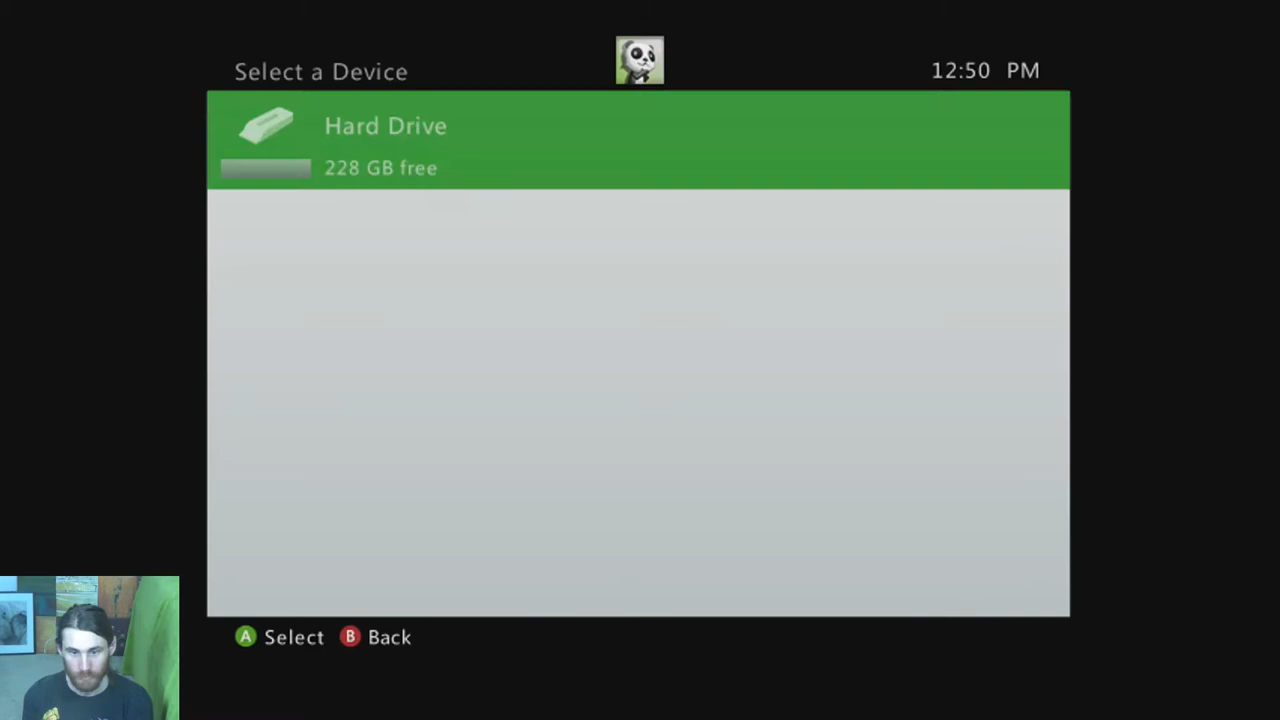 Select a Device
12:50 PM
Hard Drive
228 GB free
A Select B Back